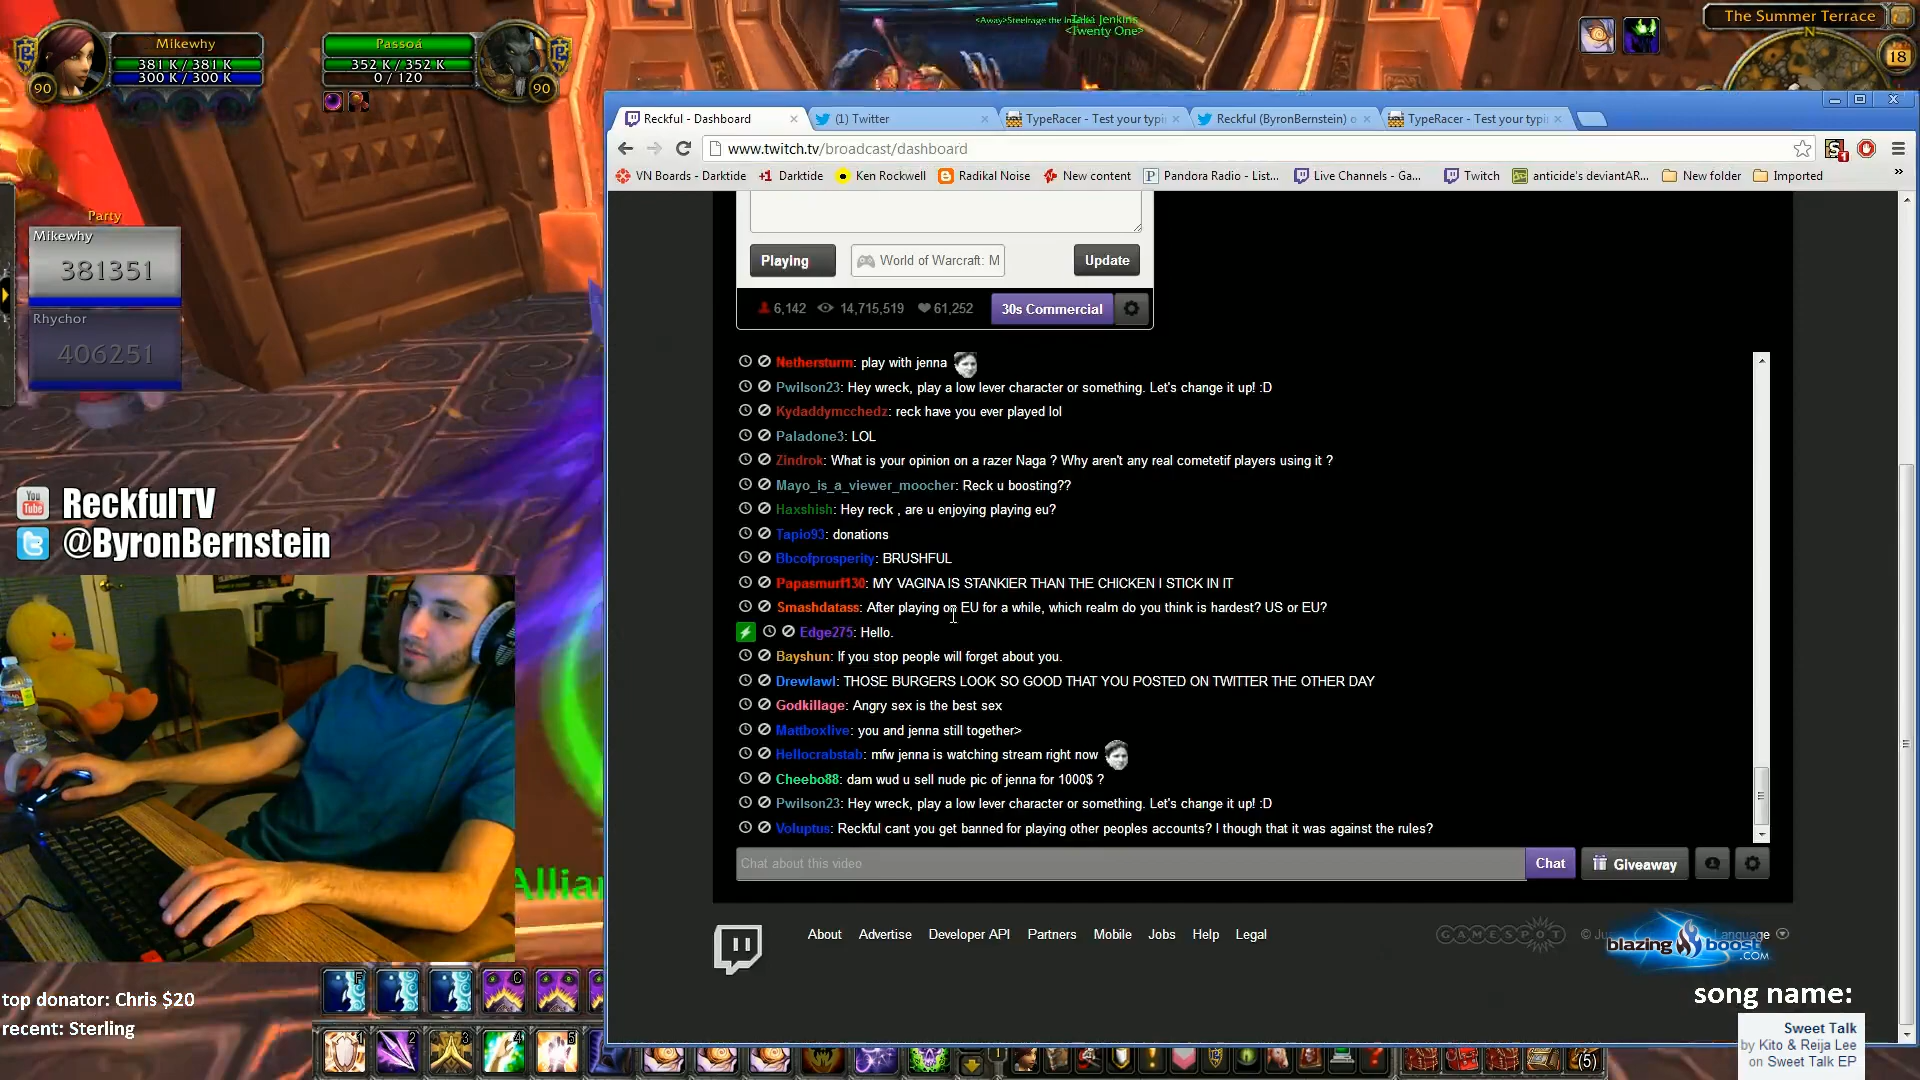 Mikewhy
381 K / 381 K
300 K / 300 K
90
Passoá
352 K / 352 K
0 / 120
90
Taki Jenkins
<Twenty One>
The Summer Terrace
N
18
Party
Mikewhy
381351
Rhychor
406251
You Tube ReckfulTV
@ByronBernstein
Reckful - Dashboard
(1) Twitter
TypeRacer - Test your typi
Reckful (ByronBernstein) o
TypeRacer - Test your typi
www.twitch.tv/broadcast/dashboard
VN Boards - Darktide
+1 Darktide
Ken Rockwell
Radikal Noise
New content
Pandora Radio - List...
Live Channels - Ga...
Twitch
anticide's deviantAR...
New folder
Imported
Playing
World of Warcraft: M
Update
6,142
14,715,519
61,252
30s Commercial
Nethersturm: play with jenna
Pwilson23: Hey wreck, play a low lever character or something. Let's change it up! :D
Kydaddymcchedz: reck have you ever played lol
Paladone3: LOL
Zindrok: What is your opinion on a razer Naga ? Why aren't any real cometetif players using it ?
Mayo_is_a_viewer_moocher: Reck u boosting??
Haxshish: Hey reck , are u enjoying playing eu?
Tapio93: donations
Bbcofprosperity: BRUSHFUL
Papasmurf130: MY VAGINA IS STANKIER THAN THE CHICKEN I STICK IN IT
Smashdatass: After playing on EU for a while, which realm do you think is hardest? US or EU?
Edge275: Hello.
Bayshun: If you stop people will forget about you.
Drewlawl: THOSE BURGERS LOOK SO GOOD THAT YOU POSTED ON TWITTER THE OTHER DAY
Godkillage: Angry sex is the best sex
Mattboxlive: you and jenna still together>
Hellocrabstab: mfw jenna is watching stream right now
Cheebo88: dam wud u sell nude pic of jenna for 1000$ ?
Pwilson23: Hey wreck, play a low lever character or something. Let's change it up! :D
Voluptus: Reckful cant you get banned for playing other peoples accounts? I though that it was against the rules?
Chat about this video
Chat
Giveaway
About
Advertise
Developer API
Partners
Mobile
Jobs
Help
Legal
GAMESPOT
Language
blazing boost
.COM
top donator: Chris $20
recent: Sterling
song name:
Sweet Talk
by Kito & Reija Lee
on Sweet Talk EP
(5)